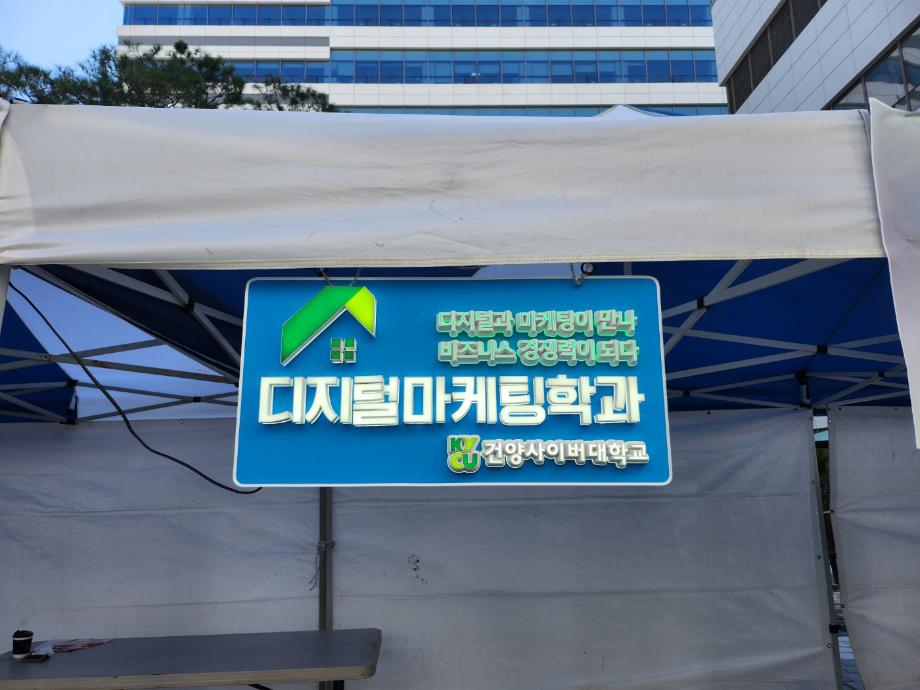 디지털과 마케팅이 만나
비즈니스 경쟁력이 되다
디지털마케팅학과
KYCU 건양사이버대학교